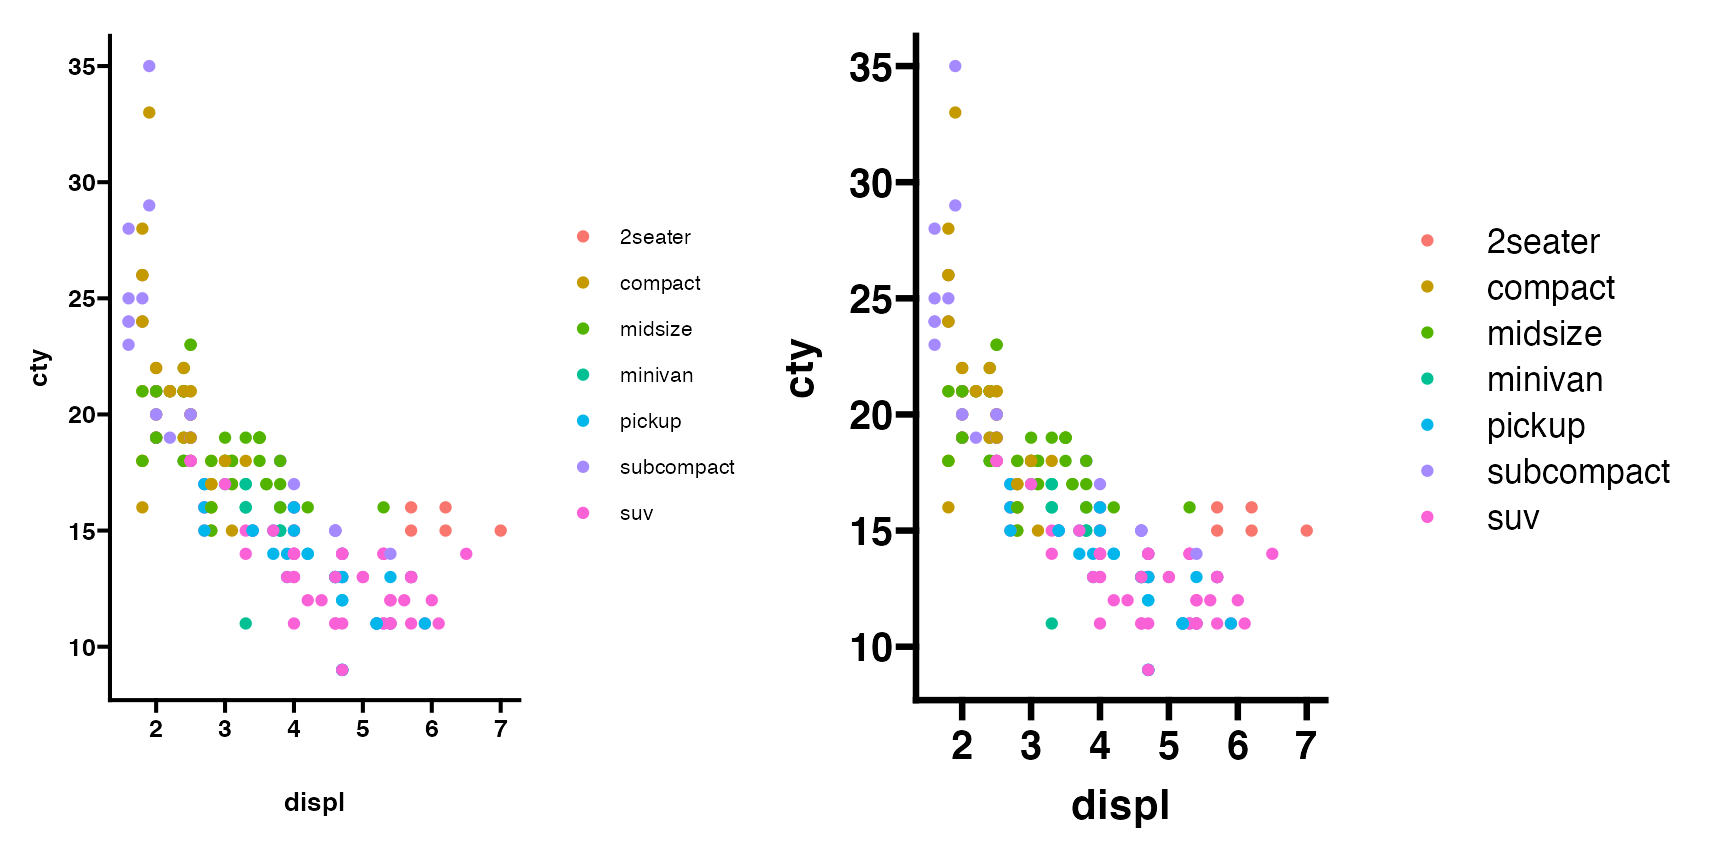 35
30
25
20
15
10
cty
2 3 4 5 6 7
displ
2seater
compact
midsize
minivan
pickup
subcompact
suv
35
30
25
20
15
10
cty
2 3 4 5 6 7
displ
2seater
compact
midsize
minivan
pickup
subcompact
suv